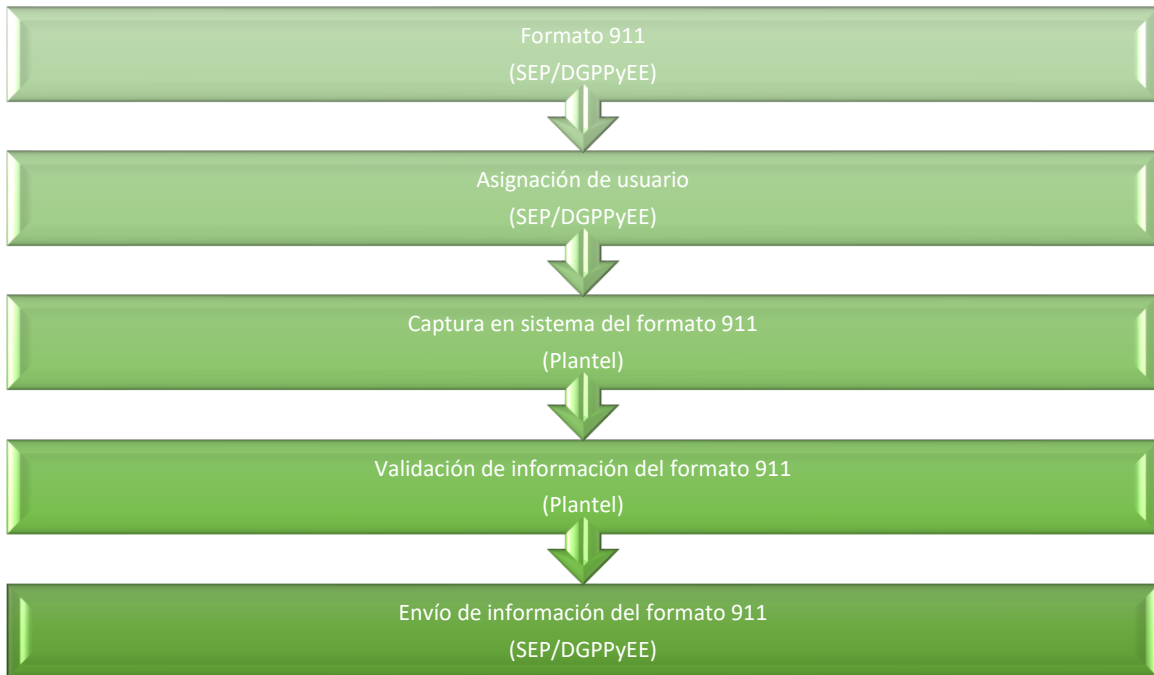 Formato 911
(SEP/DGPPyEE)
Asignación de usuario
(SEP/DGPPyEE)
Captura en sistema del formato 911
(Plantel)
Validación de información del formato 911
(Plantel)
Envío de información del formato 911
(SEP/DGPPyEE)